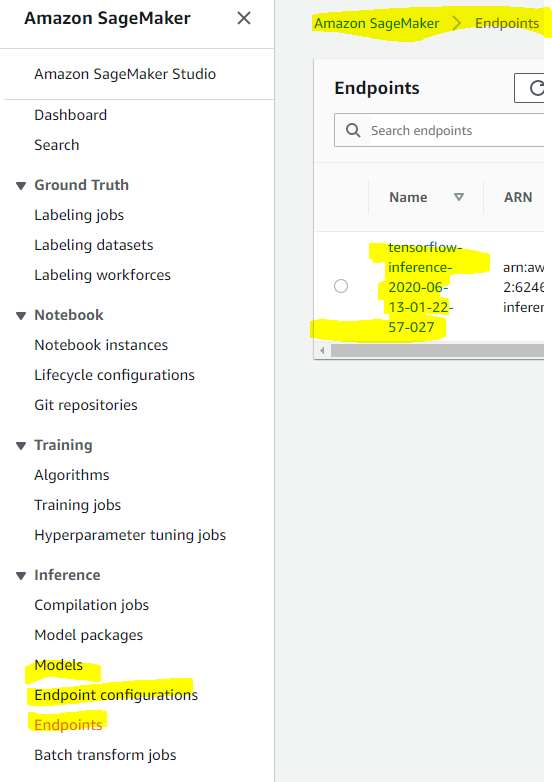 Amazon SageMaker
Amazon SageMaker Studio
Dashboard
Search
Ground Truth
Labeling jobs
Labeling datasets
Labeling workforces
Notebook
Notebook instances
Lifecycle configurations
Git repositories
Training
Algorithms
Training jobs
Hyperparameter tuning jobs
Inference
Compilation jobs
Model packages
Models
Endpoint configurations
Endpoints
Batch transform jobs
Amazon SageMaker > Endpoints
Endpoints
Search endpoints
Name ARN
tensorflow-
inference-
2020-06-
13-01-22-
57-027
arn:aw
2:6246
inferen